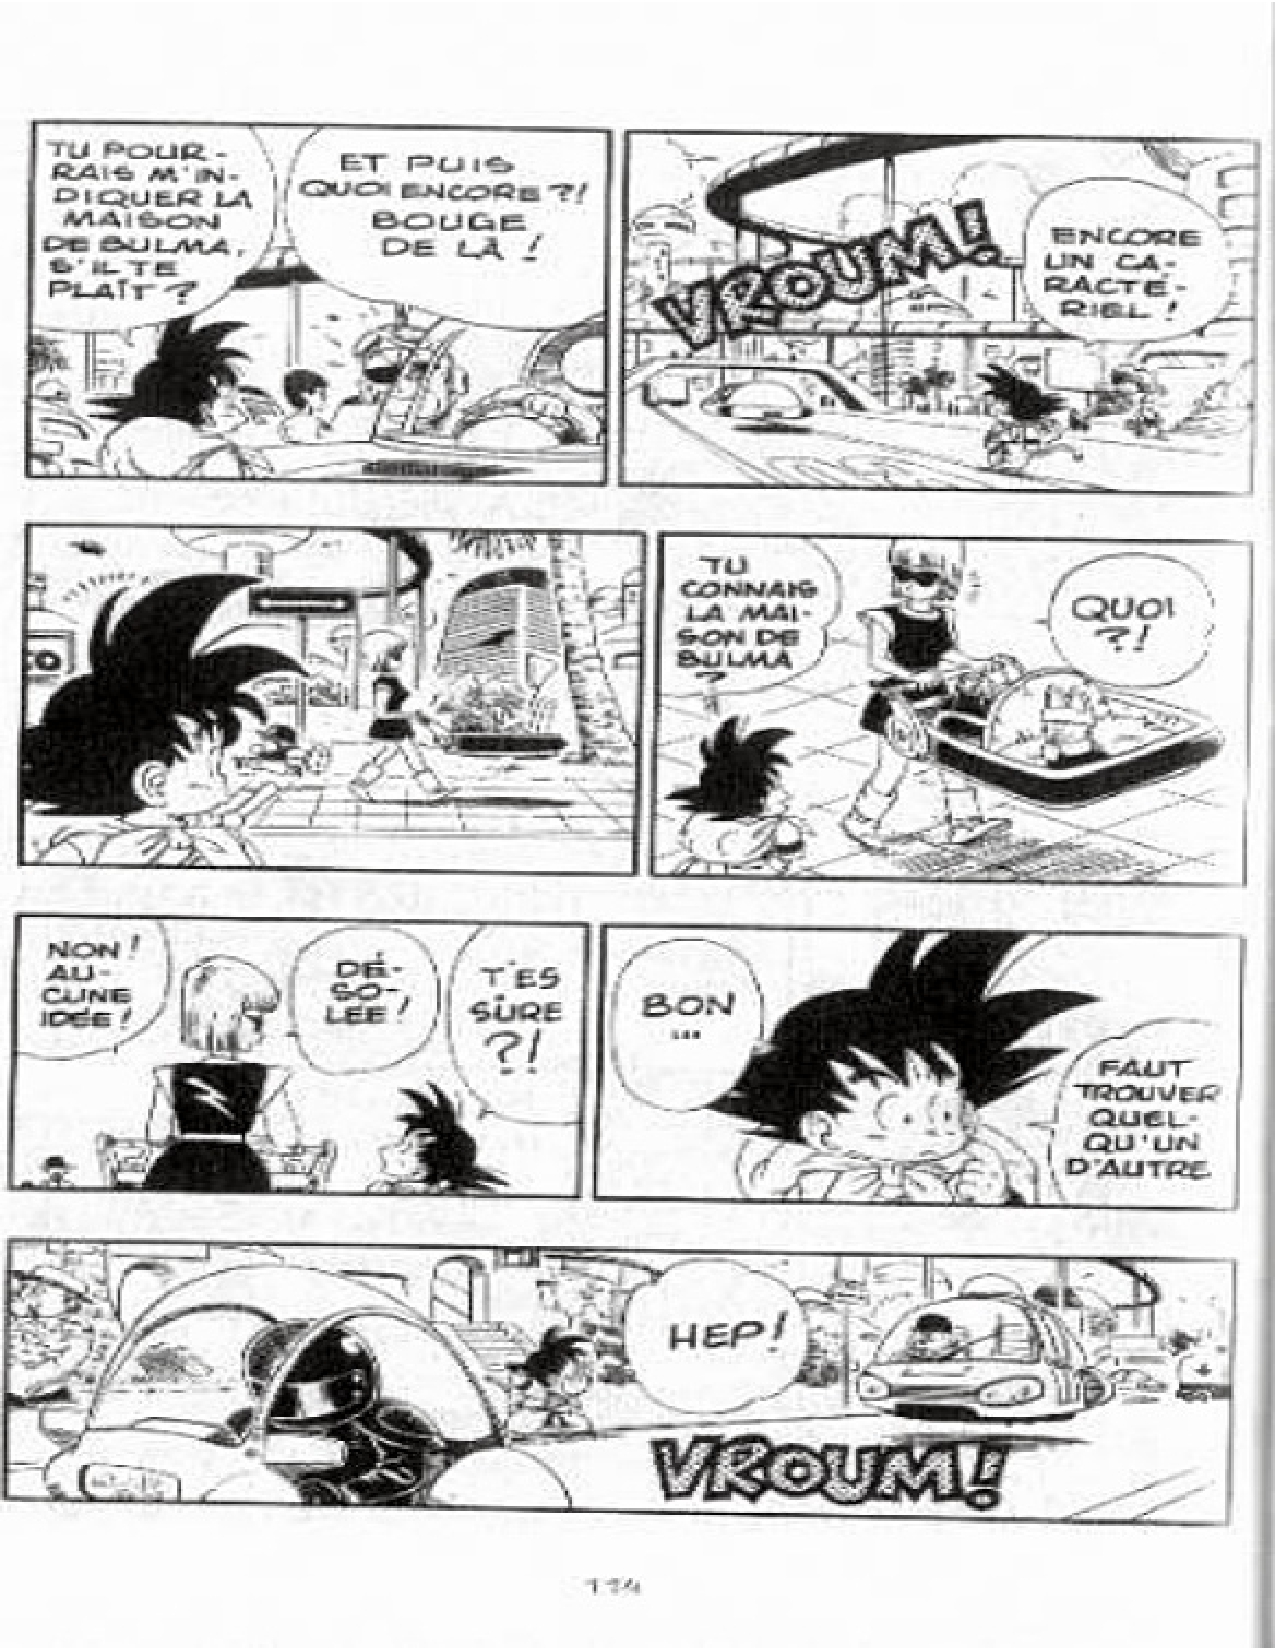 TU POUR-
RAIS M'IN-
DIQUER LA
MAISON
DE BULMA,
S'IL TE
PLAÎT ?
ET PUIS
QUOI ENCORE ?!
BOUGE
DE LÀ !
VROUM!
ENCORE
UN CA-
RACTÉ-
RIEL !
TU
CONNAIS
LA MAI-
SON DE
BULMA
?
QUOI
?!
NON !
AU-
CUNE
IDÉE !
DÉ-
SO-
LÉE !
T'ES
SÛRE
?!
BON
...
FAUT
TROUVER
QUEL-
QU'UN
D'AUTRE
HEP !
VROUM!
114